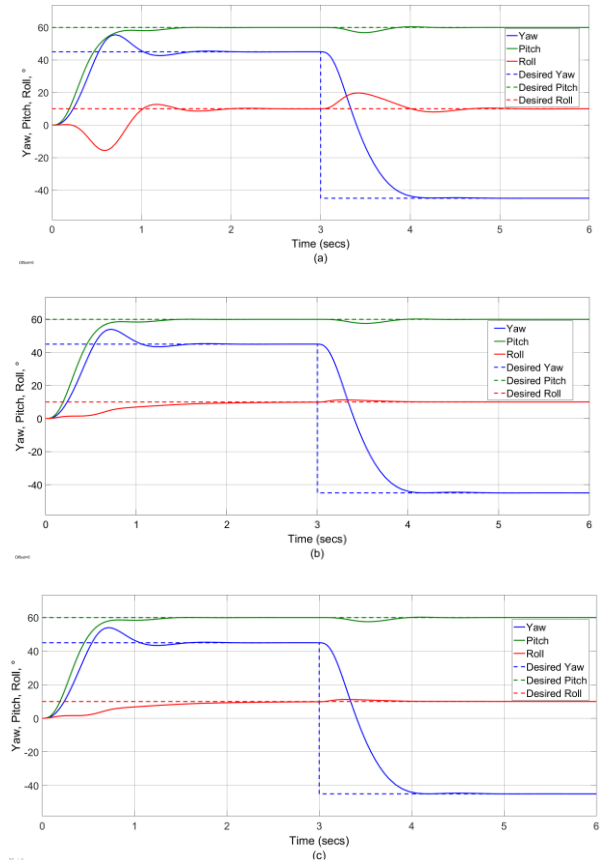 60
40
20
0
-20
-40
Yaw, Pitch, Roll, °
Yaw
Pitch
Roll
Desired Yaw
Desired Pitch
Desired Roll
0
1
2
3
4
5
6
Time (secs)
(a)
60
40
20
0
-20
-40
Yaw, Pitch, Roll, °
Yaw
Pitch
Roll
Desired Yaw
Desired Pitch
Desired Roll
0
1
2
3
4
5
6
Time (secs)
(b)
60
40
20
0
-20
-40
Yaw, Pitch, Roll, °
Yaw
Pitch
Roll
Desired Yaw
Desired Pitch
Desired Roll
0
1
2
3
4
5
6
Time (secs)
(c)